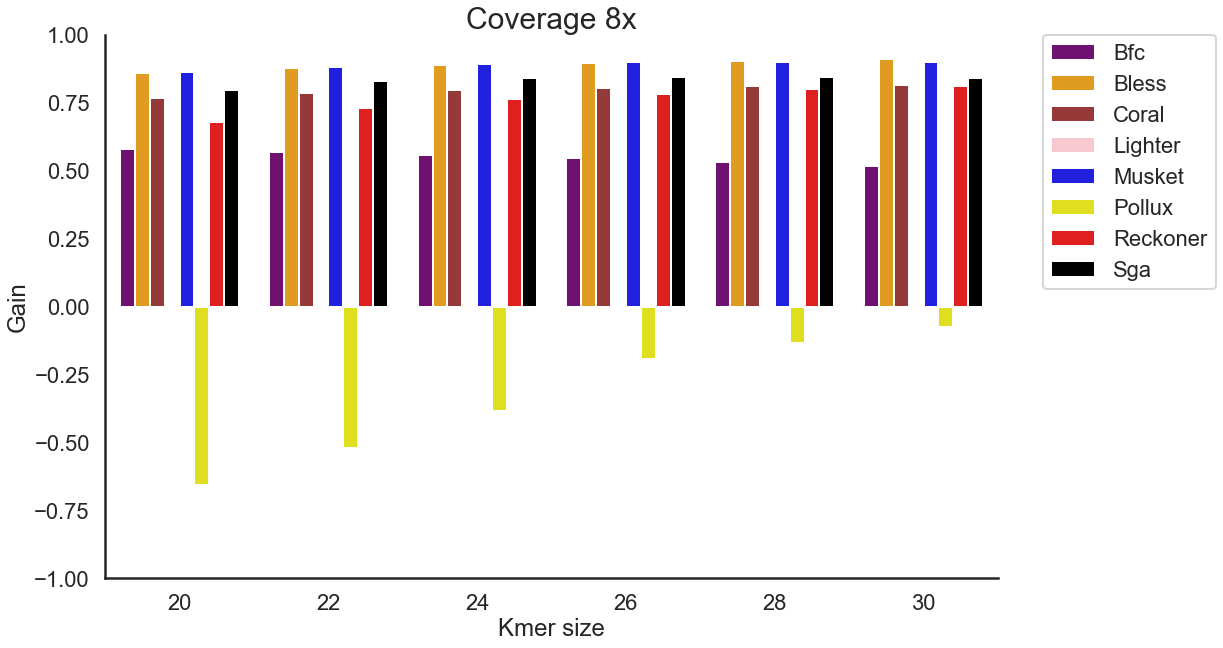 Coverage 8x
1.00
0.75
0.50
0.25
0.00
−0.25
−0.50
−0.75
−1.00
Gain
20 22 24 26 28 30
Kmer size
Bfc
Bless
Coral
Lighter
Musket
Pollux
Reckoner
Sga